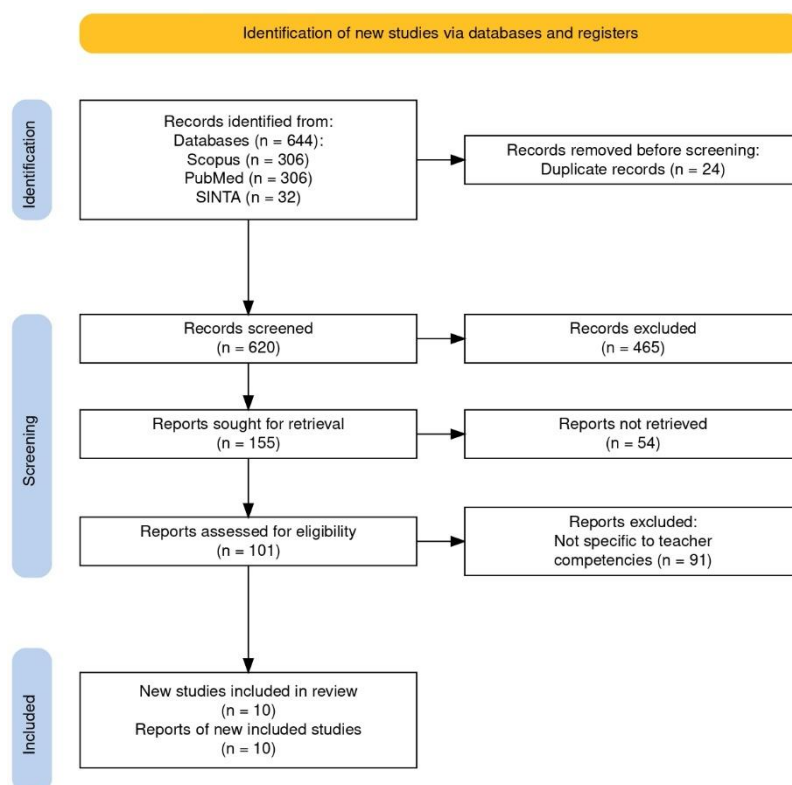 Identification of new studies via databases and registers
Identification
Records identified from:
Databases (n = 644):
Scopus = 306)
PubMed = 306)
SINTA = 32)
Records removed before screening:
Duplicate records (n = 24)
Screening
Records screened
(n = 620)
Records excluded
(n = 465)
Reports sought for retrieval
(n = 155)
Reports not retrieved
(n = 54)
Reports assessed for eligibility
(n = 101)
Reports excluded:
Not specific to teacher
competencies (n = 91)
Included
New studies included in review
(n = 10)
Reports of new included studies
(n = 10)